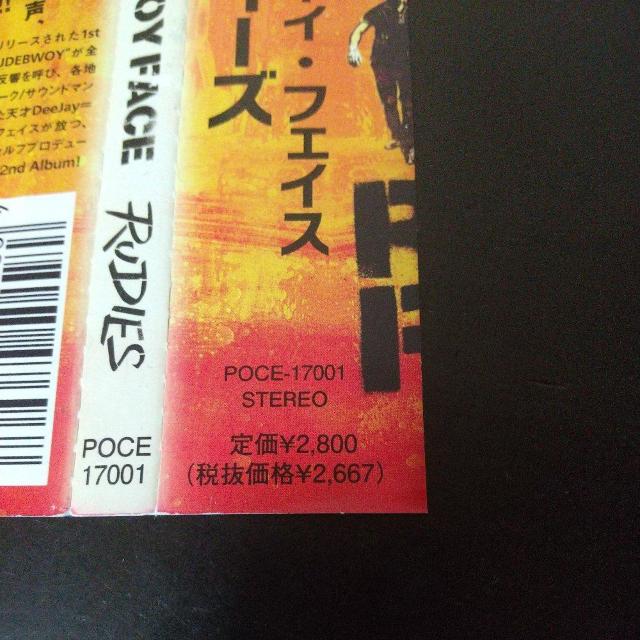 声、
リリースされた1st
UDEBWOY"が全
反響を呼び、各地
ーク/サウンドマン
た天才DeeJay=
フェイスが放つ、
セルフプロデュー
2nd Album!
OY FACE
RUDIES
POCE
17001
ーズ
イ・フェイス
POCE-17001
STEREO
定価¥2,800
(税抜価格¥2,667)